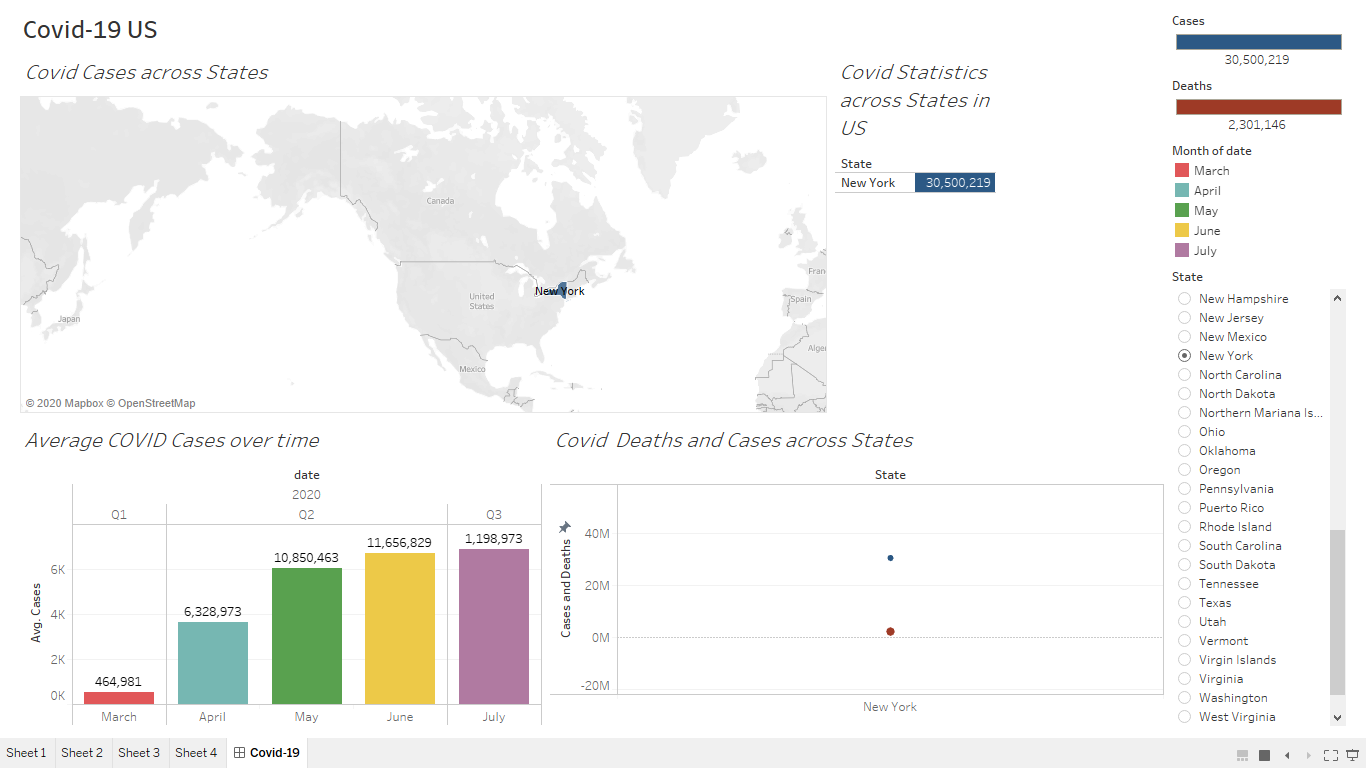 Covid-19 US
Covid Cases across States
Canada
United
States
Mexico
Japan
New York
Fran
Spain
Alger
© 2020 Mapbox © OpenStreetMap
Covid Statistics
across States in
US
State
New York 30,500,219
Cases
30,500,219
Deaths
2,301,146
Month of date
March
April
May
June
July
State
New Hampshire
New Jersey
New Mexico
New York
North Carolina
North Dakota
Northern Mariana Is...
Ohio
Oklahoma
Oregon
Pennsylvania
Puerto Rico
Rhode Island
South Carolina
South Dakota
Tennessee
Texas
Utah
Vermont
Virgin Islands
Virginia
Washington
West Virginia
Average COVID Cases over time
date
2020
Q1 Q2 Q3
Avg. Cases
6K
4K
2K
0K
464,981
6,328,973
10,850,463
11,656,829
1,198,973
March April May June July
Covid Deaths and Cases across States
State
Cases and Deaths
40M
20M
0M
-20M
New York
Sheet 1 Sheet 2 Sheet 3 Sheet 4 Covid-19